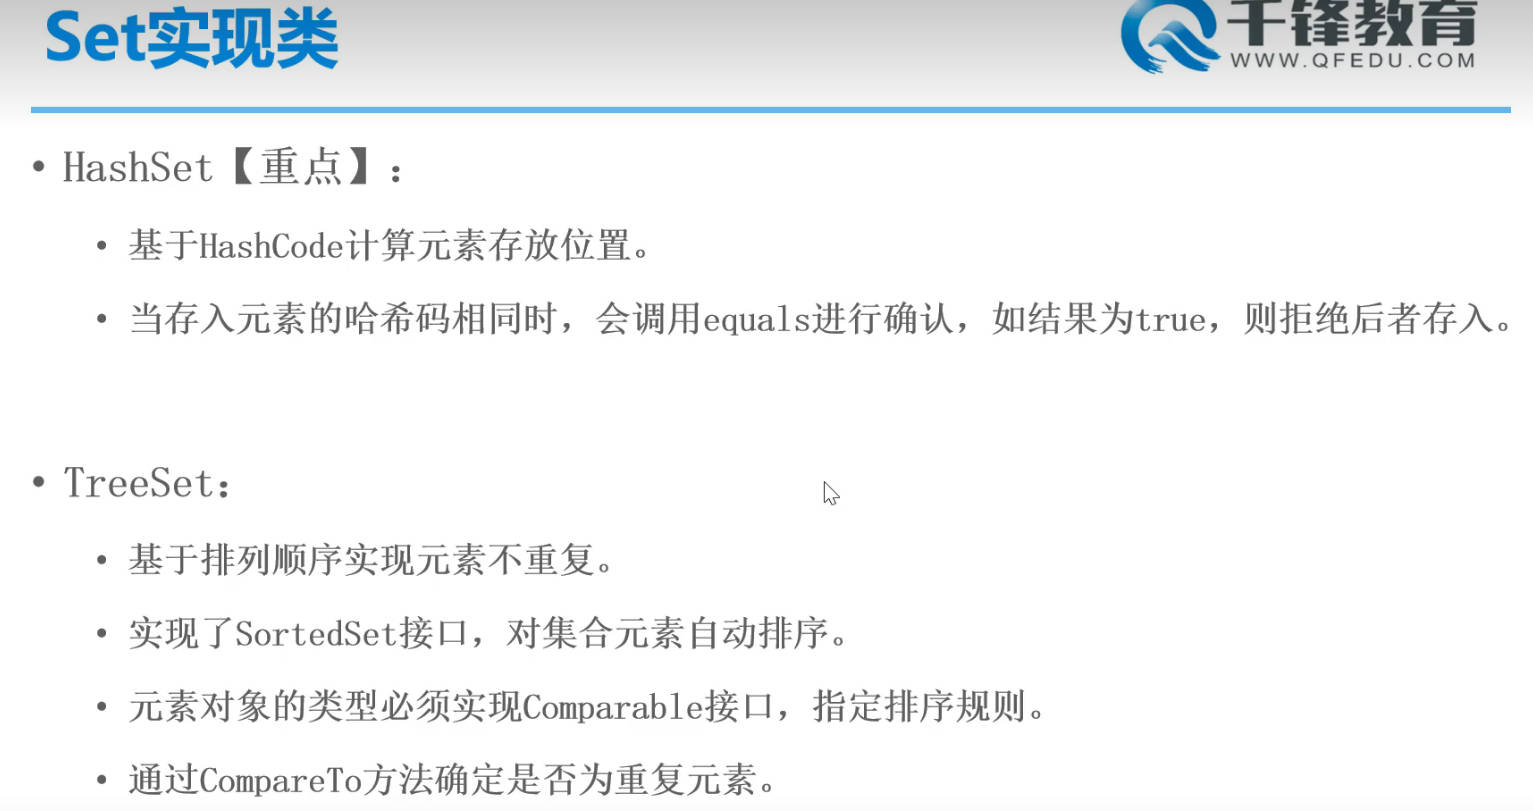 Set实现类
千锋教育
WWW.QFEDU.COM
• HashSet【重点】：
• 基于HashCode计算元素存放位置。
• 当存入元素的哈希码相同时，会调用equals进行确认，如结果为true，则拒绝后者存入。
• TreeSet：
• 基于排列顺序实现元素不重复。
• 实现了SortedSet接口，对集合元素自动排序。
• 元素对象的类型必须实现Comparable接口，指定排序规则。
• 通过CompareTo方法确定是否为重复元素。